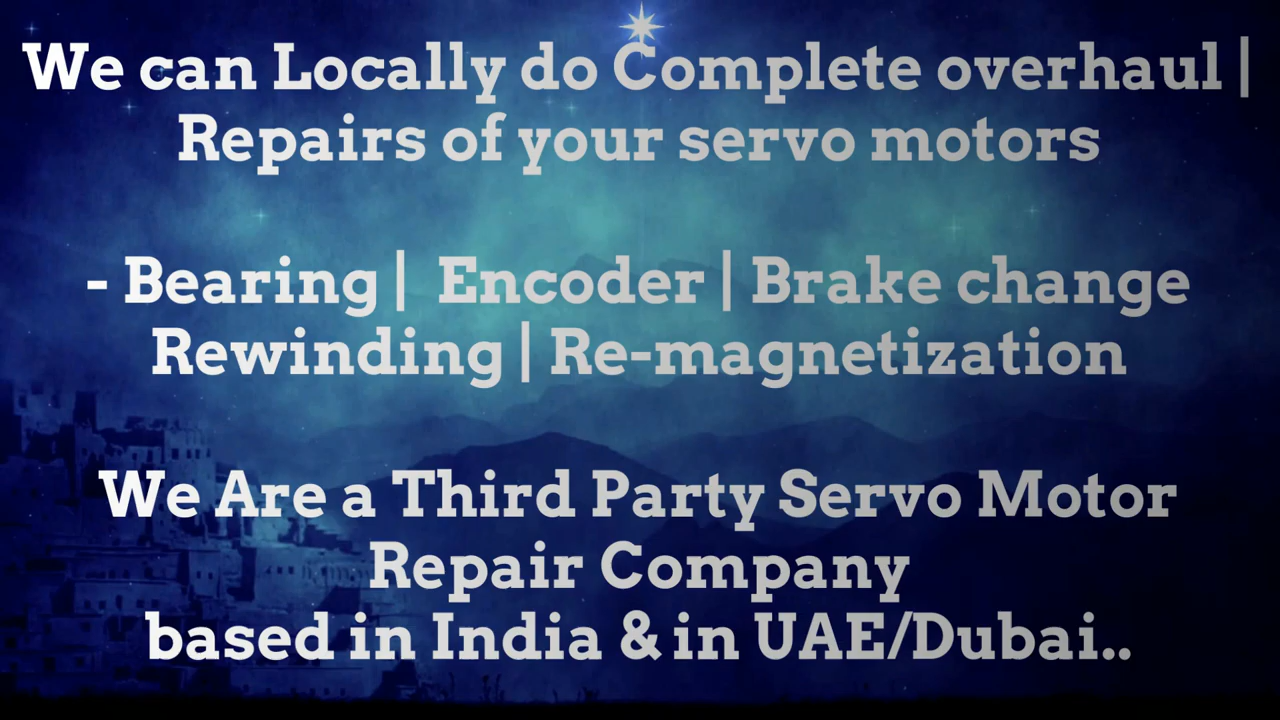 We can Locally do Complete overhaul |
Repairs of your servo motors
- Bearing | Encoder | Brake change
Rewinding | Re-magnetization
We Are a Third Party Servo Motor
Repair Company
based in India & in UAE/Dubai..